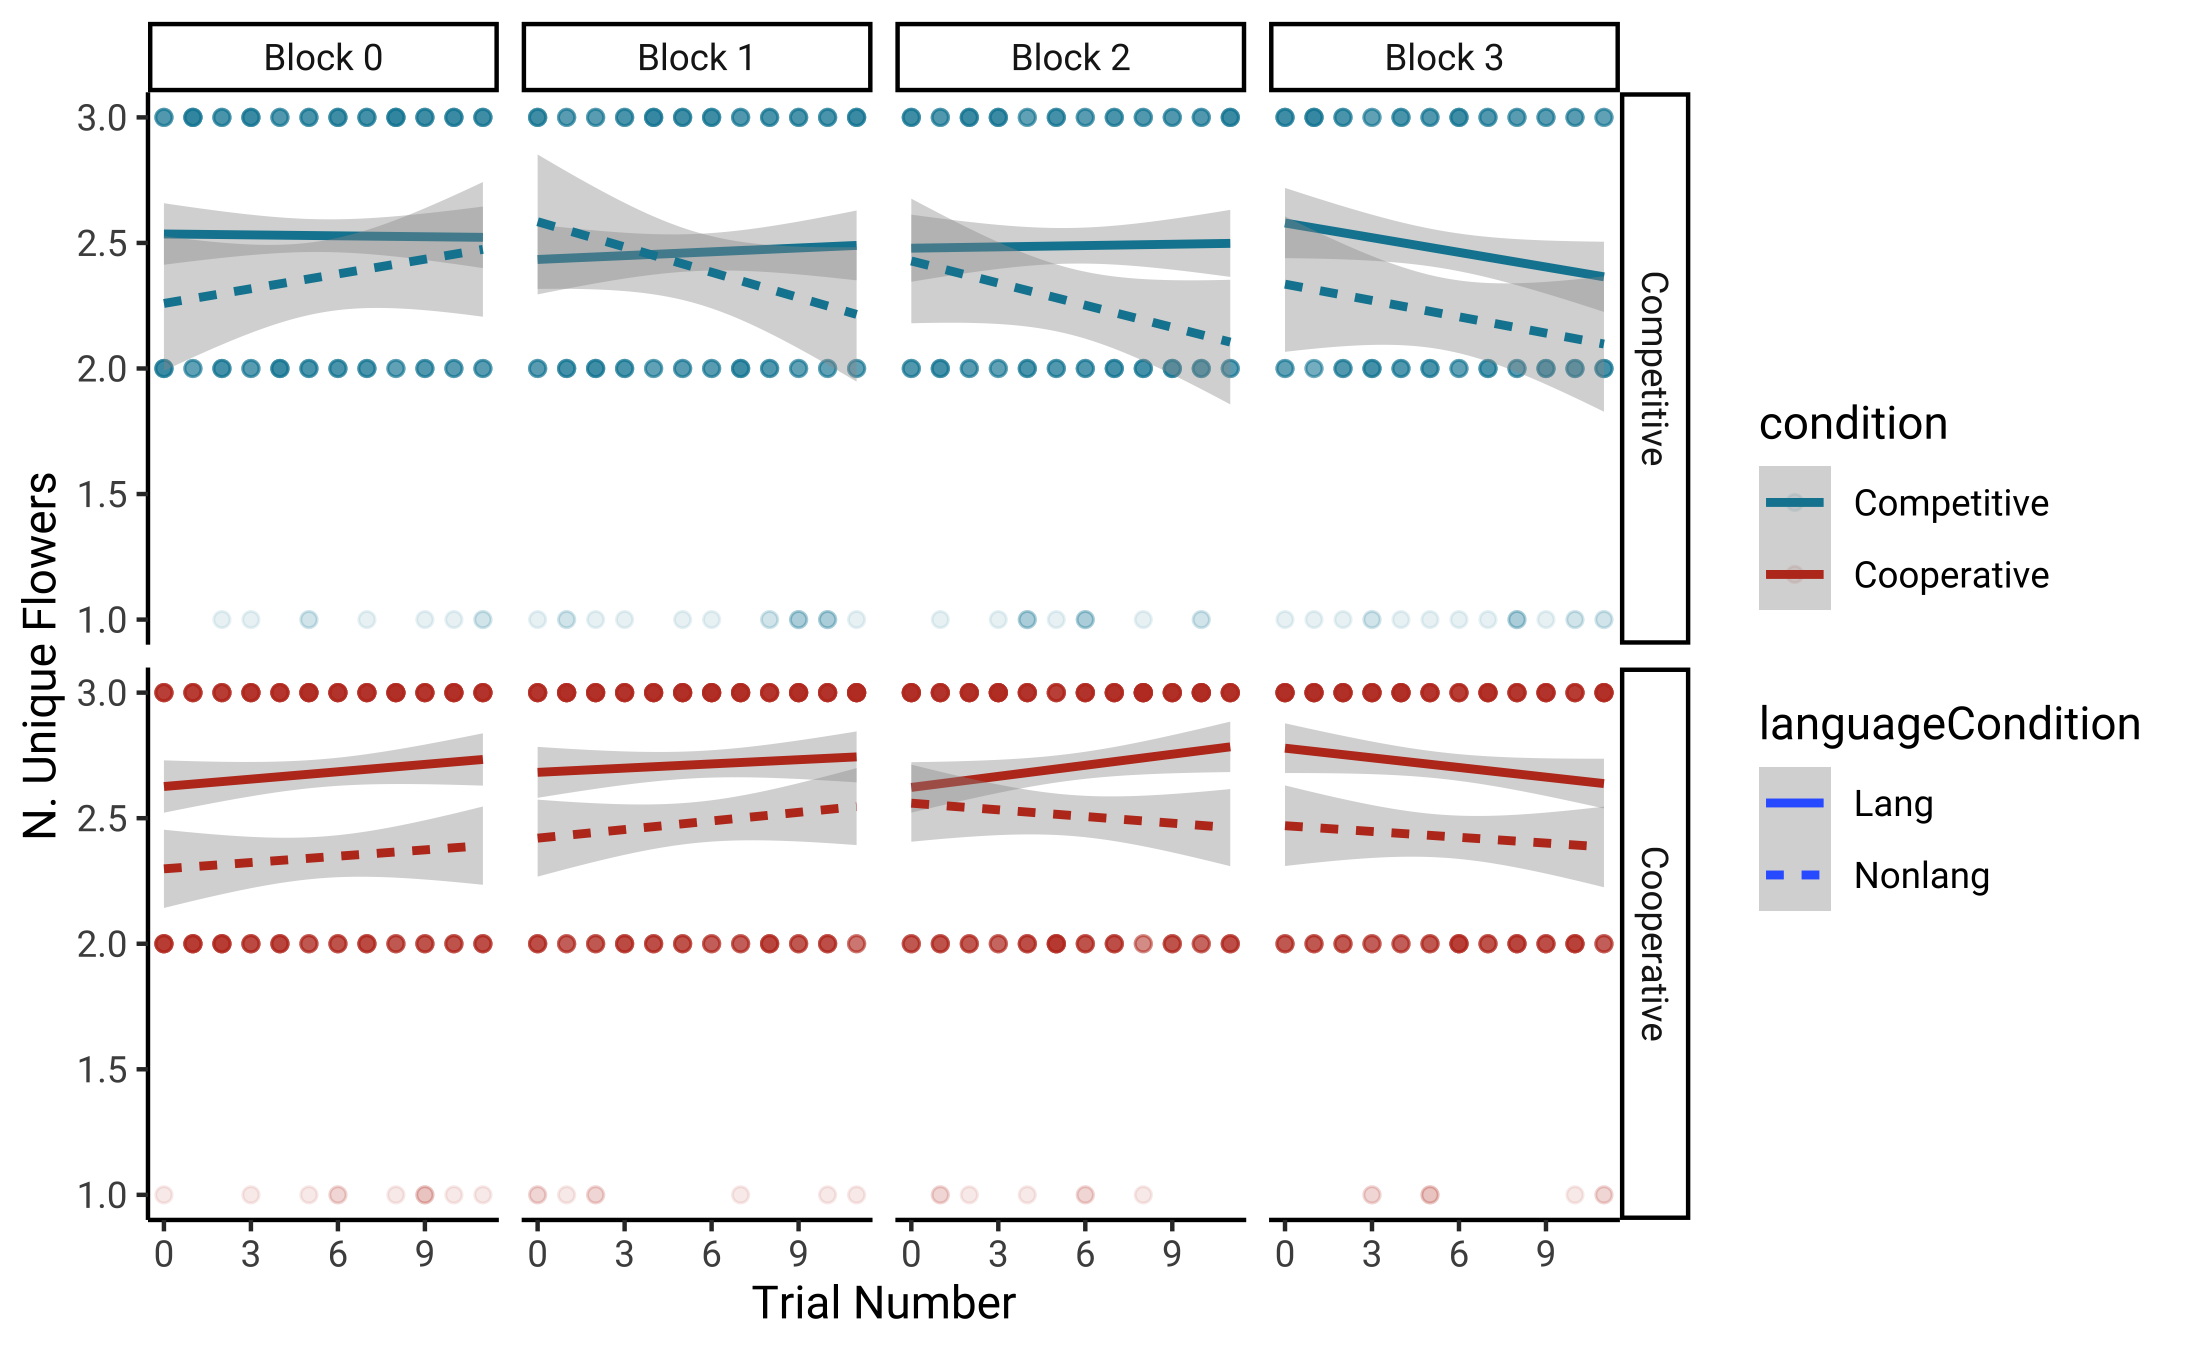 Block 0
Block 1
Block 2
Block 3
3.0
2.5
2.0
1.5
1.0
Competitive
3.0
2.5
2.0
1.5
1.0
Cooperative
N. Unique Flowers
0 3 6 9
0 3 6 9
0 3 6 9
0 3 6 9
Trial Number
condition
Competitive
Cooperative
languageCondition
Lang
Nonlang